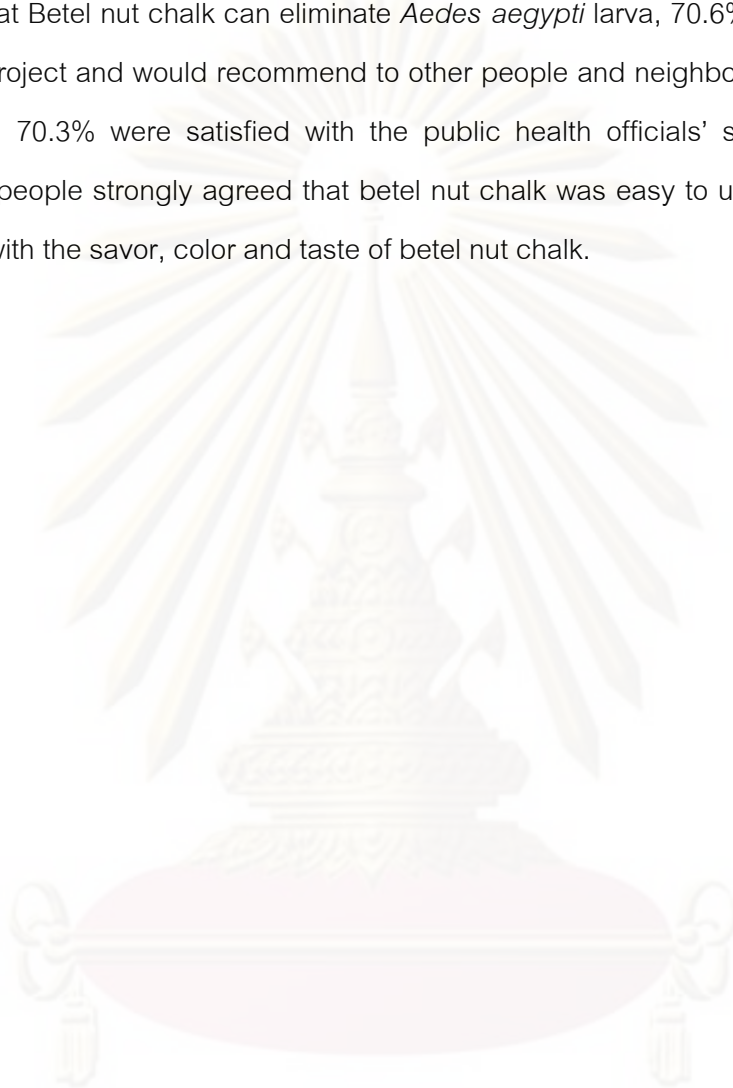 at Betel nut chalk can eliminate Aedes aegypti larva, 70.6%
roject and would recommend to other people and neighbo
70.3% were satisfied with the public health officials' s
people strongly agreed that betel nut chalk was easy to u
with the savor, color and taste of betel nut chalk.